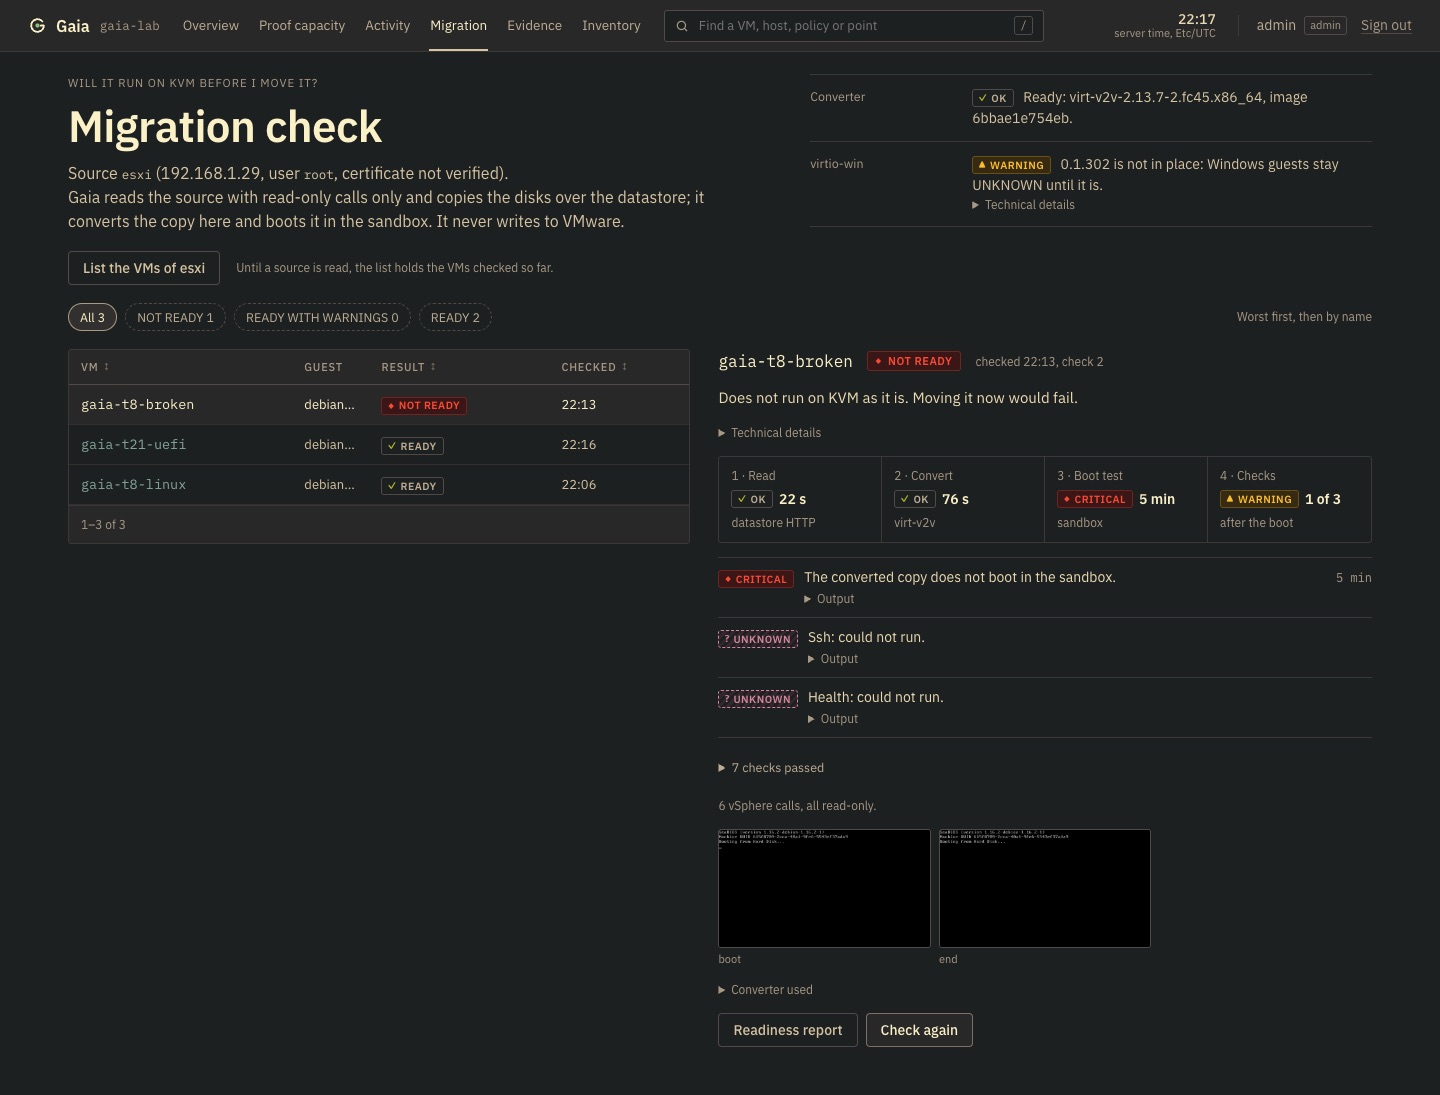 Gaia gaia-lab Overview Proof capacity Activity Migration Evidence Inventory Find a VM, host, policy or point / 22:17 admin admin Sign out
server time, Etc/UTC
WILL IT RUN ON KVM BEFORE I MOVE IT?
Migration check
Source esxi (192.168.1.29, user root, certificate not verified).
Gaia reads the source with read-only calls only and copies the disks over the datastore; it
converts the copy here and boots it in the sandbox. It never writes to VMware.
Converter OK Ready: virt-v2v-2.13.7-2.fc45.x86_64, image
6bbae1e754eb.
virtio-win WARNING 0.1.302 is not in place: Windows guests stay
UNKNOWN until it is.
Technical details
List the VMs of esxi Until a source is read, the list holds the VMs checked so far.
All 3 NOT READY 1 READY WITH WARNINGS 0 READY 2 Worst first, then by name
VM GUEST RESULT CHECKED
gaia-t8-broken debian... NOT READY 22:13
gaia-t21-uefi debian... READY 22:16
gaia-t8-linux debian... READY 22:06
1–3 of 3
gaia-t8-broken NOT READY checked 22:13, check 2
Does not run on KVM as it is. Moving it now would fail.
Technical details
1 · Read 2 · Convert 3 · Boot test 4 · Checks
OK 22 s OK 76 s CRITICAL 5 min WARNING 1 of 3
datastore HTTP virt-v2v sandbox after the boot
CRITICAL The converted copy does not boot in the sandbox. 5 min
Output
? UNKNOWN Ssh: could not run.
Output
? UNKNOWN Health: could not run.
Output
7 checks passed
6 vSphere calls, all read-only.
Booting from Hard Disk... Booting from Hard Disk...
boot end
Converter used
Readiness report Check again